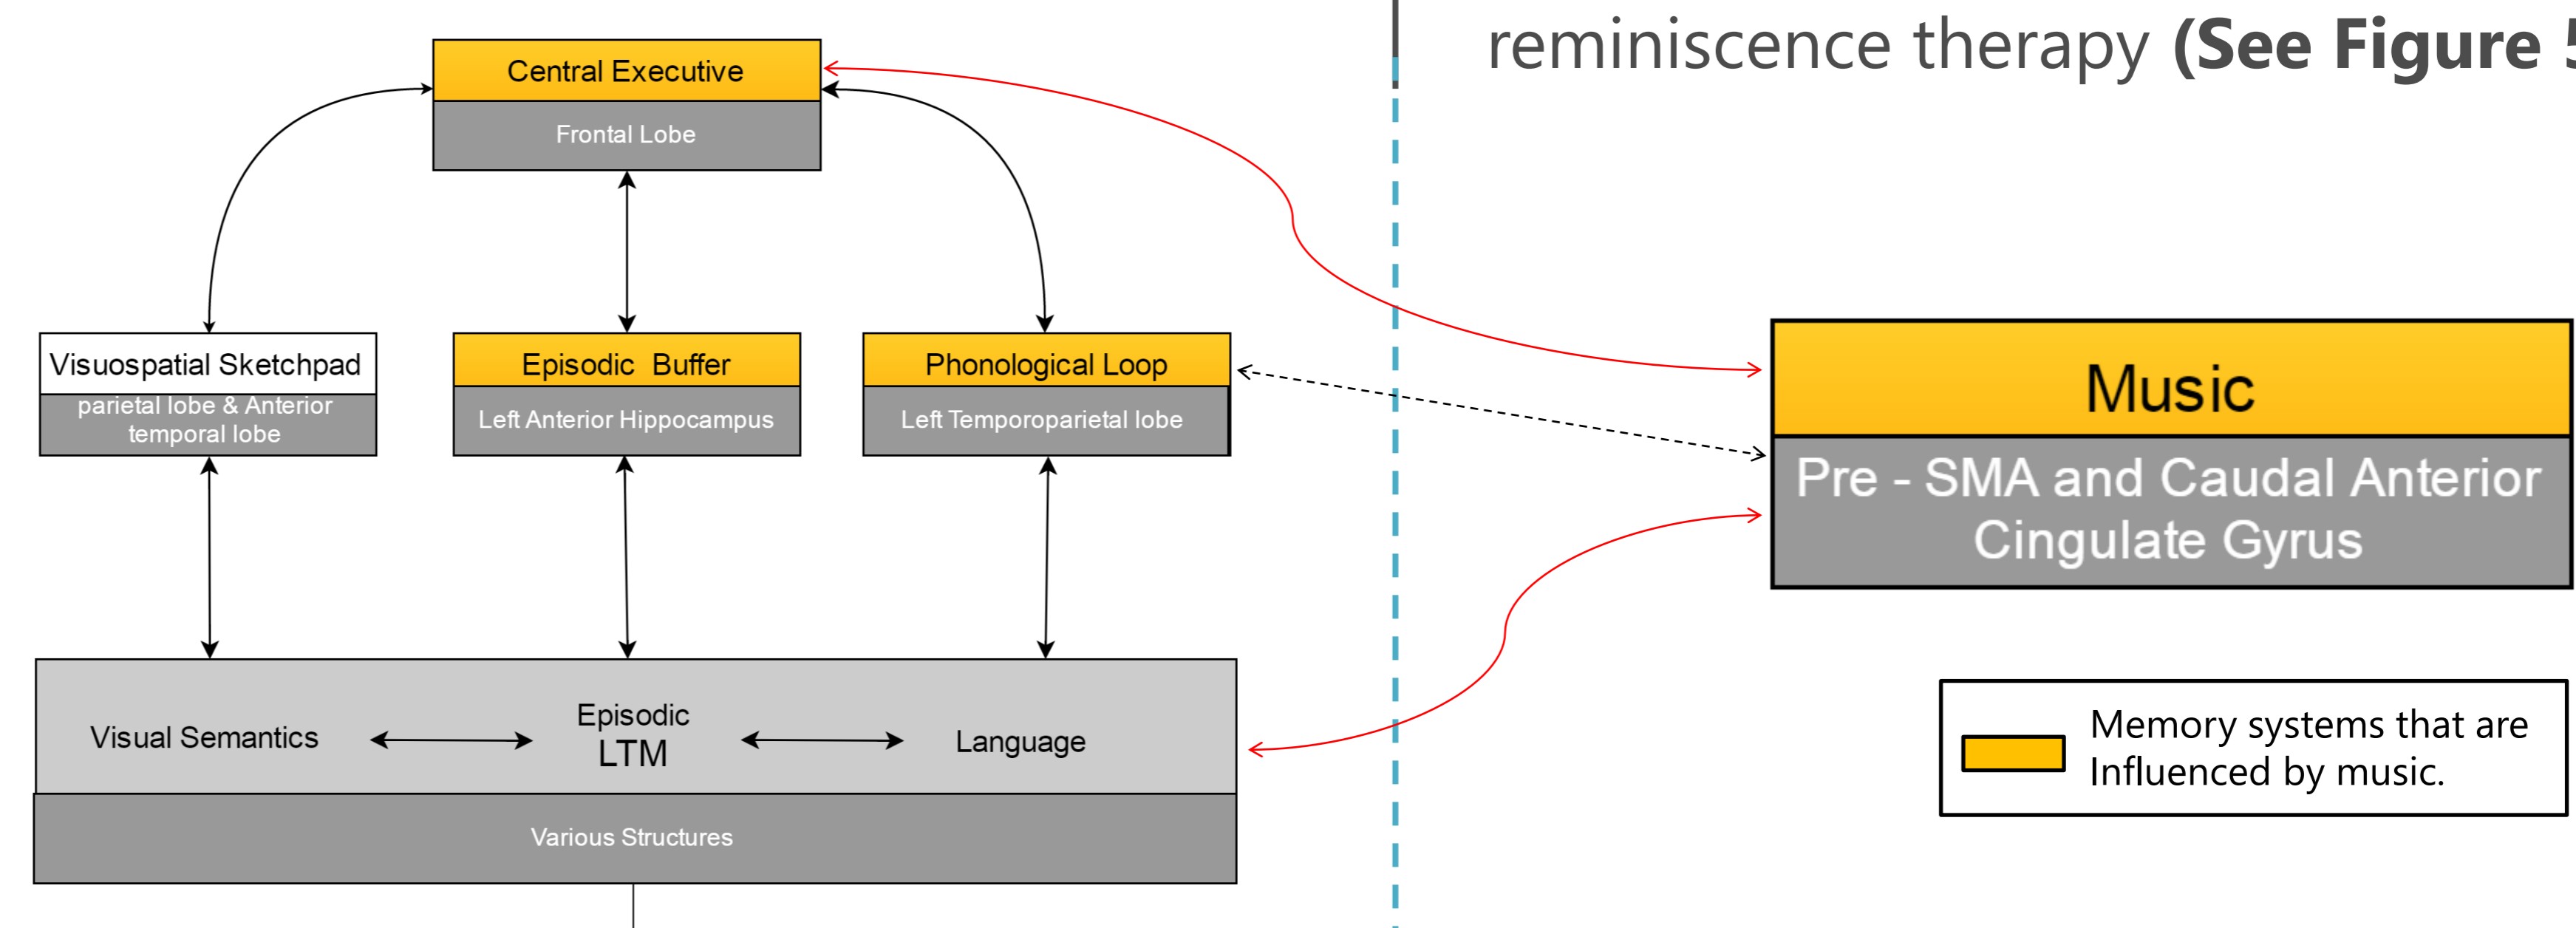 reminiscence therapy (See Figure 5
Central Executive
Frontal Lobe
Visuospatial Sketchpad
parietal lobe & Anterior
temporal lobe
Episodic Buffer
Left Anterior Hippocampus
Phonological Loop
Left Temporoparietal lobe
Music
Pre - SMA and Caudal Anterior
Cingulate Gyrus
Visual Semantics
Episodic
LTM
Language
Various Structures
Memory systems that are
Influenced by music.